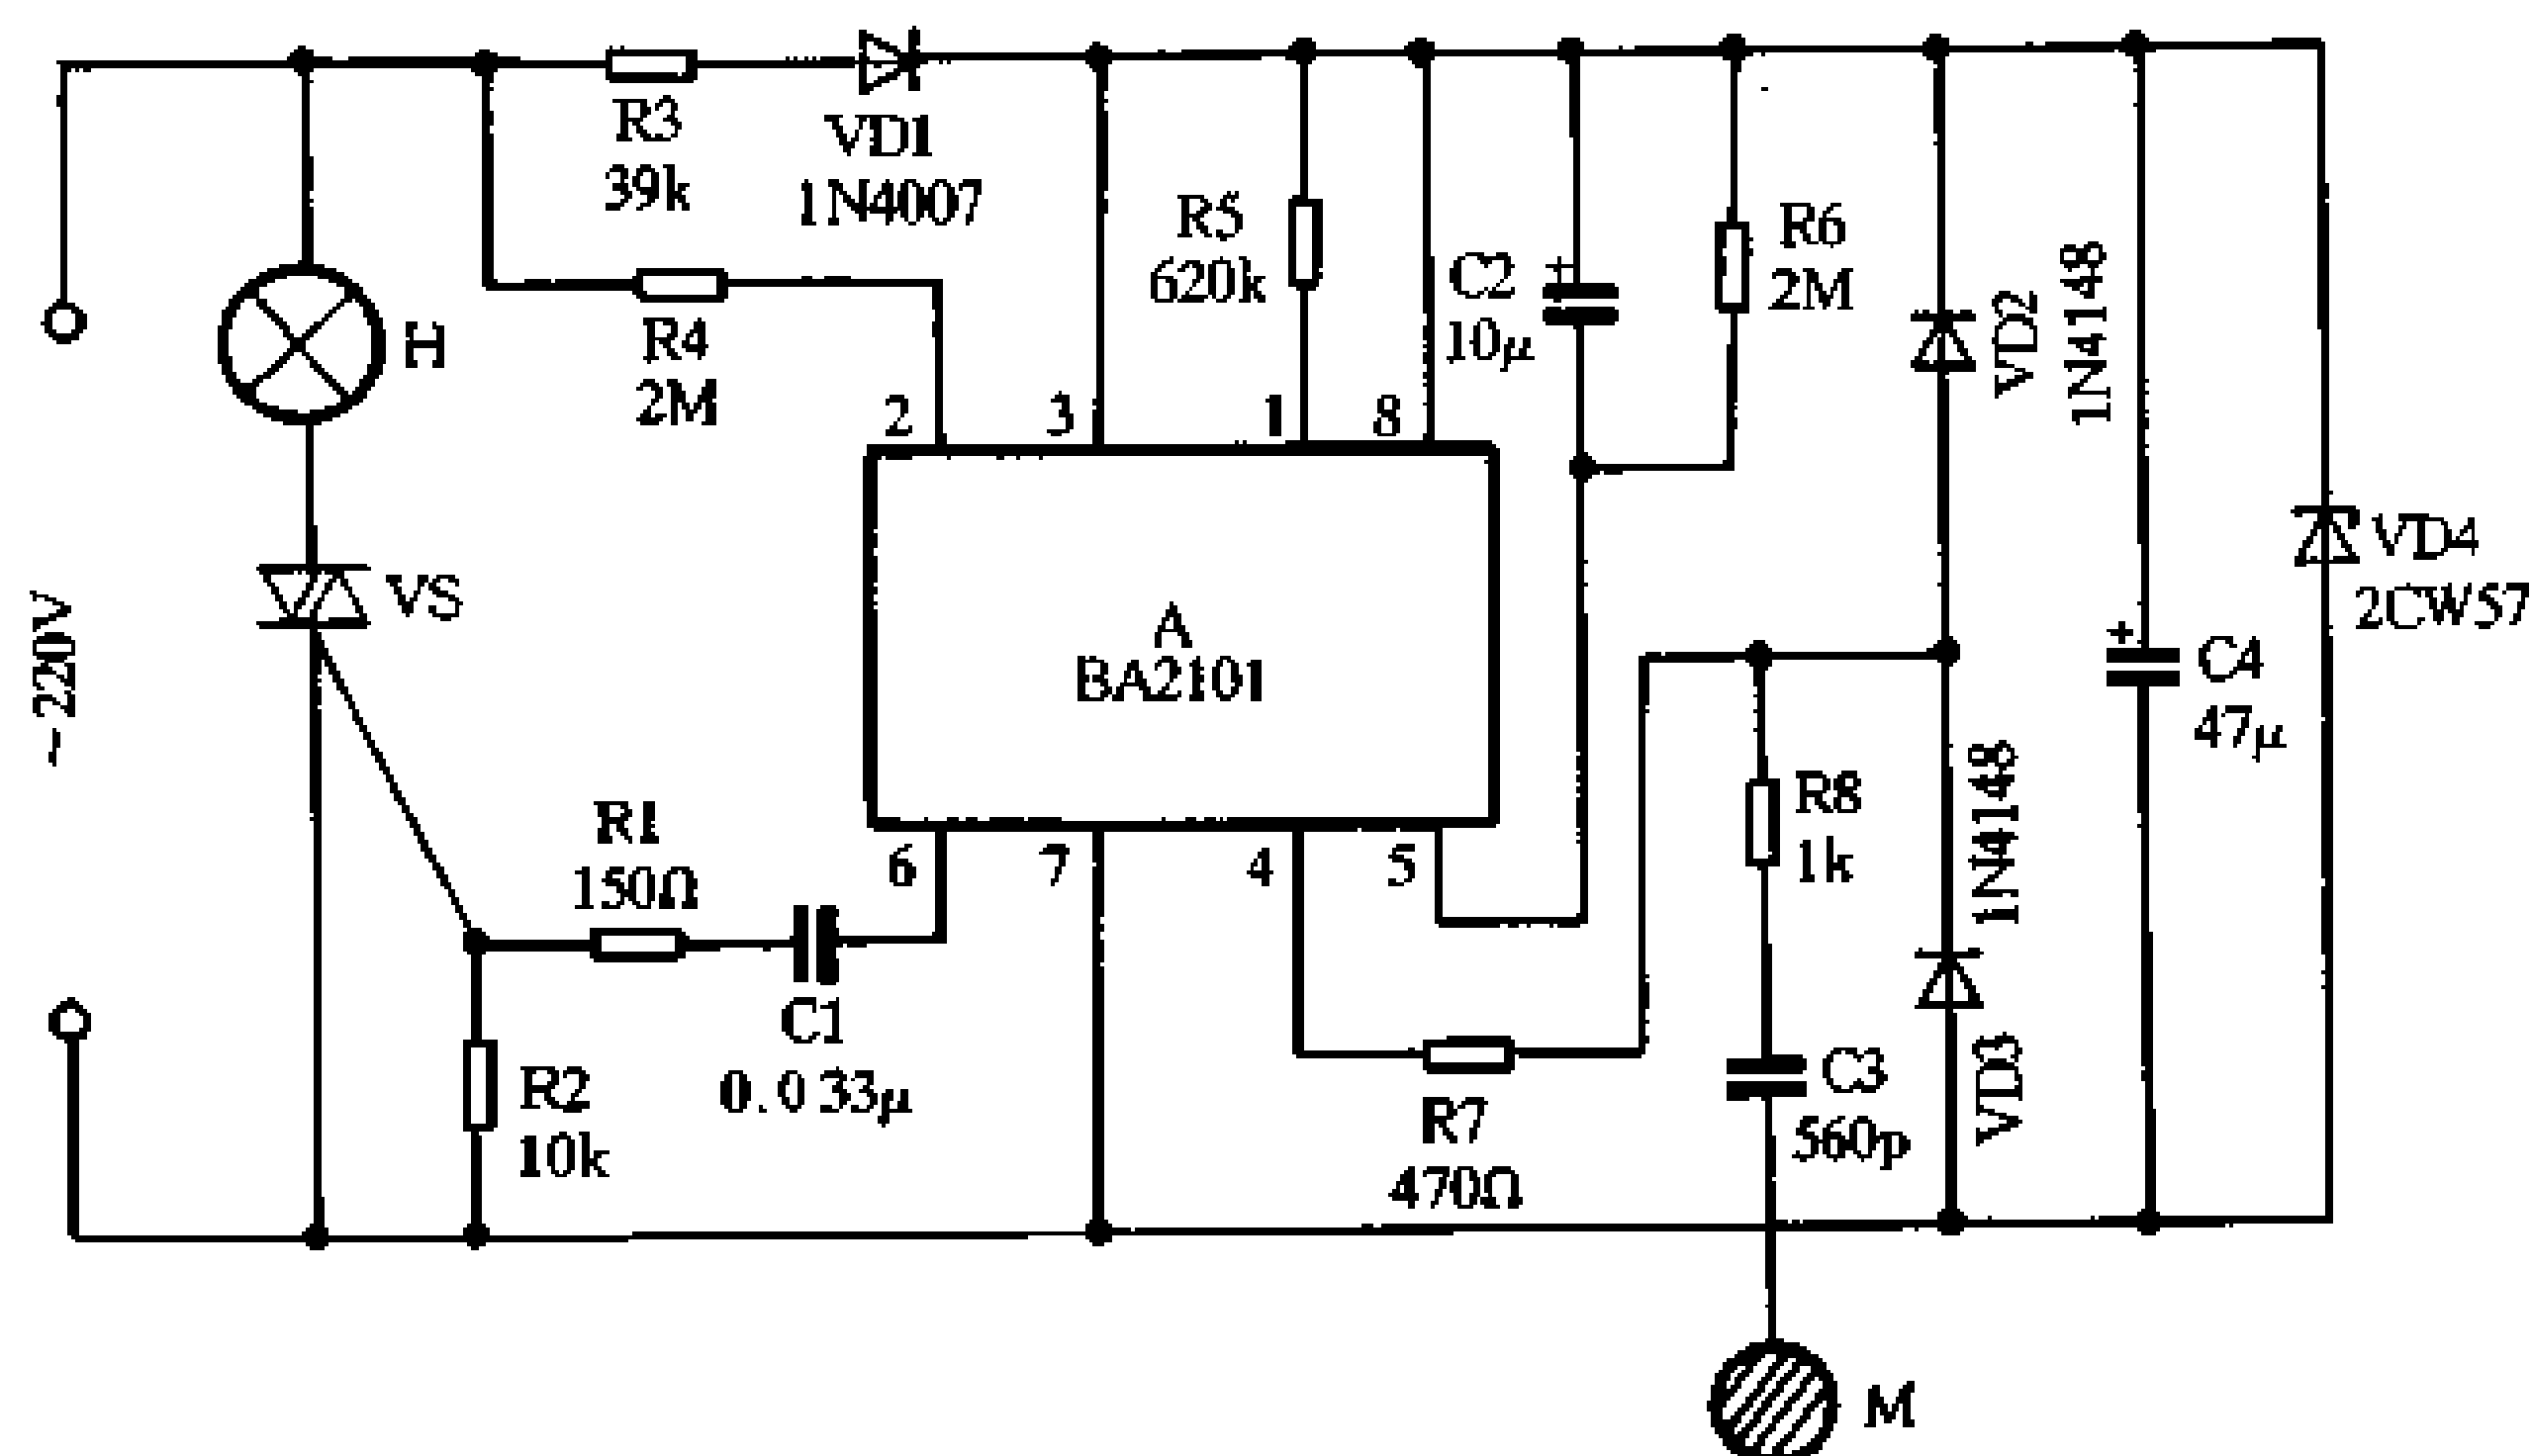 R3
39k
VD1
1N4007
R4
2M
R5
620k
C2
+
10μ
R6
2M
VD2
1N4148
H
2
3
1
8
VS
~220V
A
BA2101
VD4
2CW57
+
C4
47μ
R1
150Ω
6
7
4
5
R8
1k
1N4148
VD3
C1
0.033μ
R2
10k
R7
470Ω
C3
560p
M